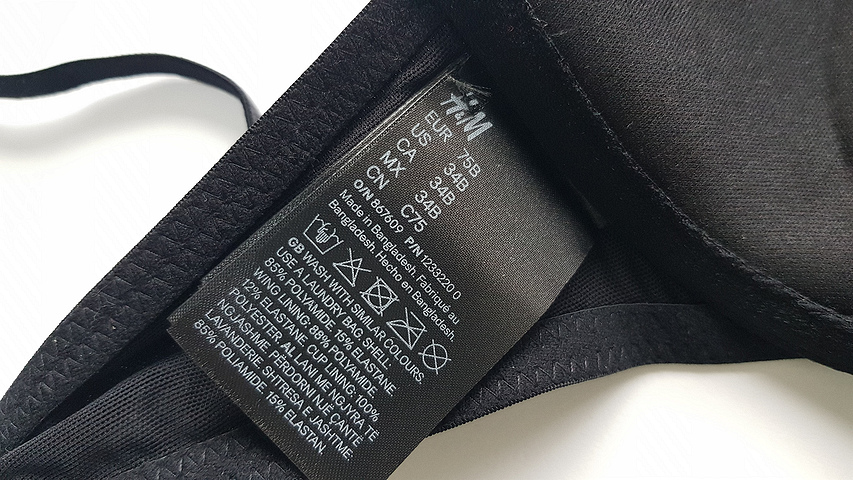 H&M
EUR 75B
US 34B
CA 34B
MX 34B
CN C75
O/N 867609 P/N 1233220 0
Made in Bangladesh. Fabriqué au
Bangladesh. Hecho en Bangladesh.
GB WASH WITH SIMILAR COLOURS.
USE A LAUNDRY BAG. SHELL:
85% POLYAMIDE. 15% ELASTANE.
WING LINING: 88% POLYAMIDE.
12% ELASTANE. CUP LINING: 100%
POLYESTER AL LANI ME NGJYRA TË
NGJASHME. PËRDORNI NJË ÇANTË
LAVANDERIE. SHTRESA E JASHTME:
85% POLIAMIDE. 15% ELASTAN.